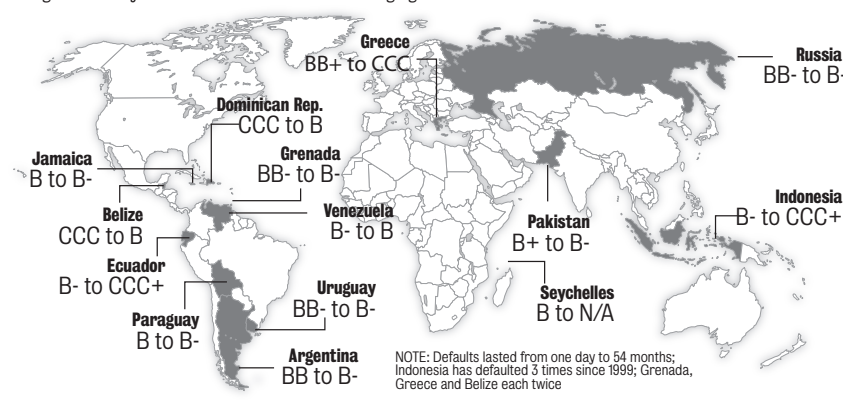 Greece
BB+ to CCC
Russia
BB- to B-
Dominican Rep.
CCC to B
Jamaica
B to B-
Grenada
BB- to B-
Belize
CCC to B
Venezuela
B- to B
Pakistan
B+ to B-
Indonesia
B- to CCC+
Ecuador
B- to CCC+
Uruguay
BB- to B-
Seychelles
B to N/A
Paraguay
B to B-
Argentina
BB to B-
NOTE: Defaults lasted from one day to 54 months;
Indonesia has defaulted 3 times since 1999; Grenada,
Greece and Belize each twice